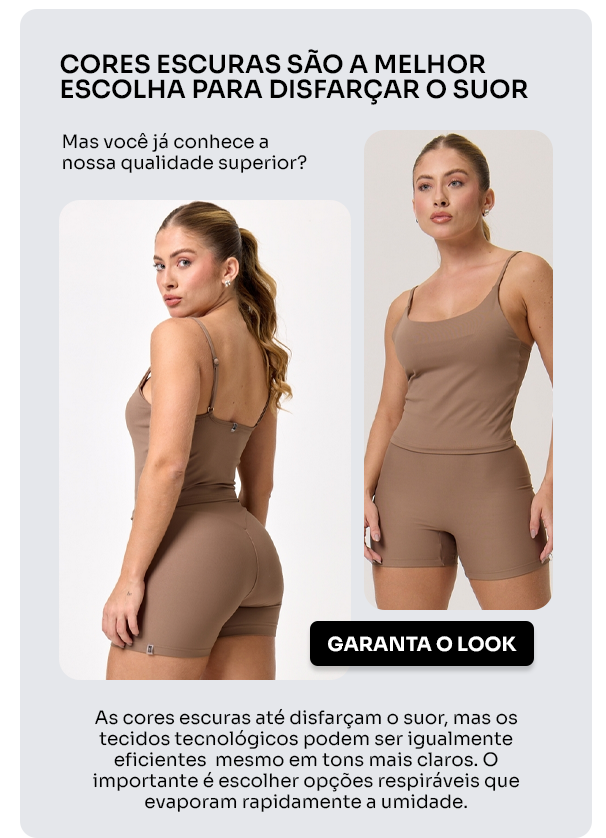 CORES ESCURAS SÃO A MELHOR
ESCOLHA PARA DISFARÇAR O SUOR
Mas você já conhece a
nossa qualidade superior?
GARANTA O LOOK
As cores escuras até disfarçam o suor, mas os
tecidos tecnológicos podem ser igualmente
eficientes  mesmo em tons mais claros. O
importante é escolher opções respiráveis que
evaporam rapidamente a umidade.